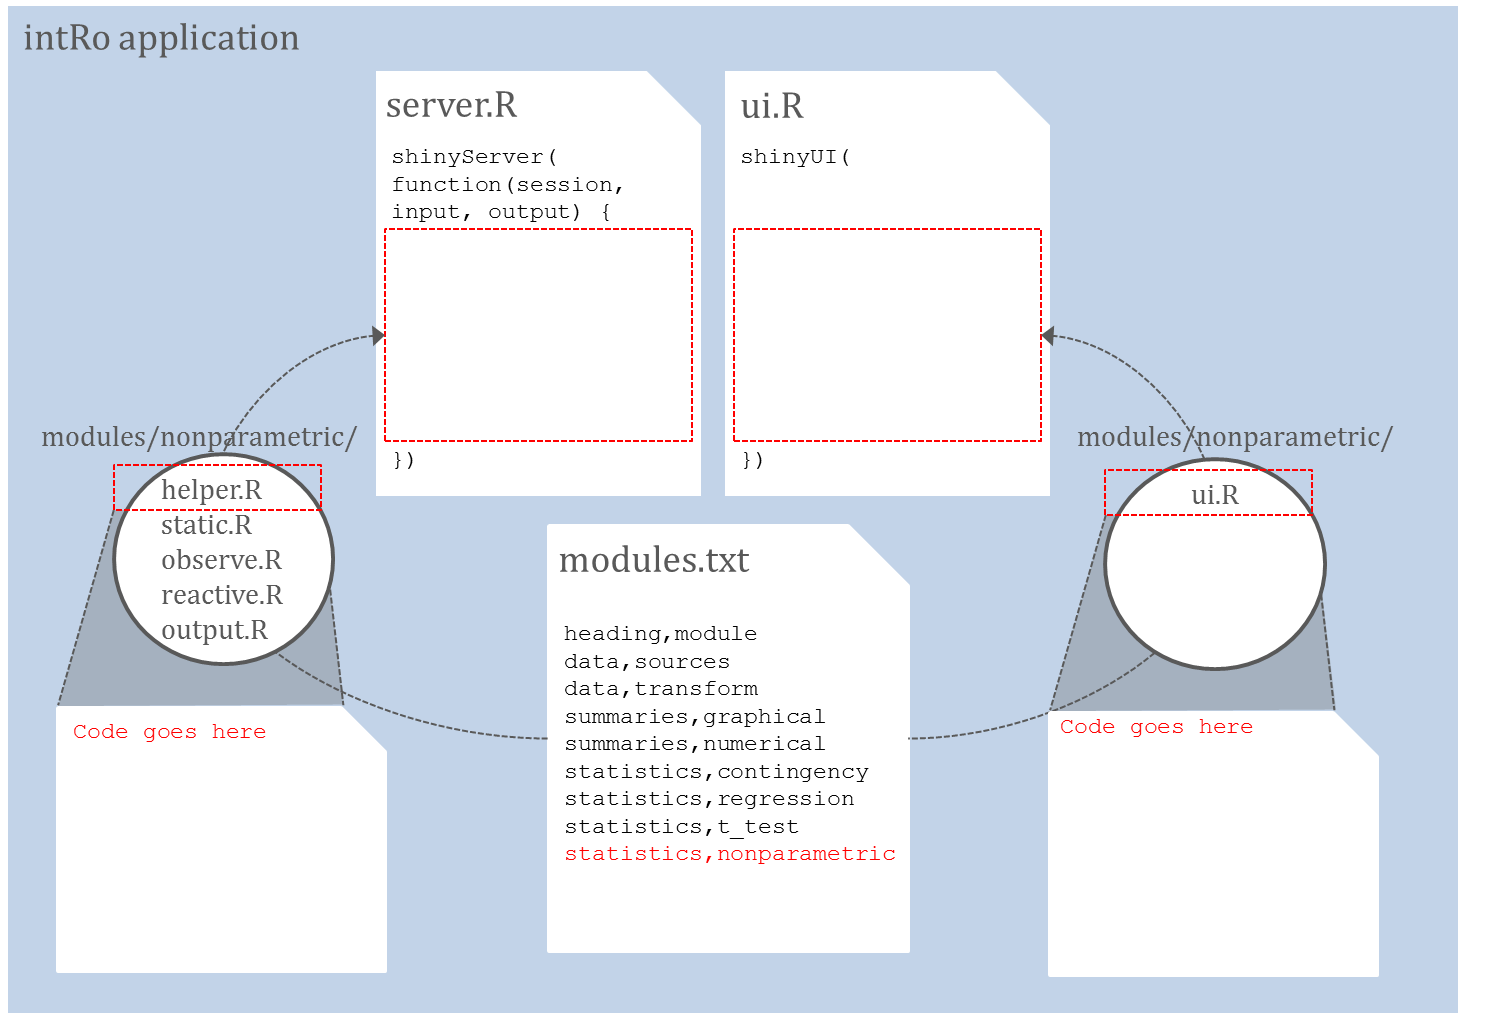 intRo application
server.R
shinyServer(
function(session,
input, output) {
})
ui.R
shinyUI(
})
modules/nonparametric/
helper.R
static.R
observe.R
reactive.R
output.R
Code goes here
modules.txt
heading,module
data,sources
data,transform
summaries,graphical
summaries,numerical
statistics,contingency
statistics,regression
statistics,t_test
statistics,nonparametric
modules/nonparametric/
ui.R
Code goes here